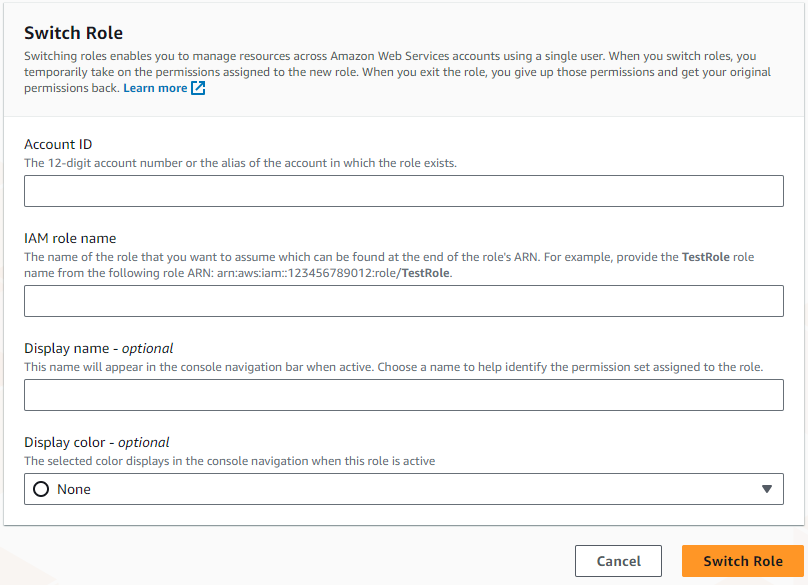 Switch Role
Switching roles enables you to manage resources across Amazon Web Services accounts using a single user. When you switch roles, you
temporarily take on the permissions assigned to the new role. When you exit the role, you give up those permissions and get your original
permissions back. Learn more
Account ID
The 12-digit account number or the alias of the account in which the role exists.
IAM role name
The name of the role that you want to assume which can be found at the end of the role's ARN. For example, provide the TestRole role
name from the following role ARN: arn:aws:iam::123456789012:role/TestRole.
Display name - optional
This name will appear in the console navigation bar when active. Choose a name to help identify the permission set assigned to the role.
Display color - optional
The selected color displays in the console navigation when this role is active
None
Cancel
Switch Role